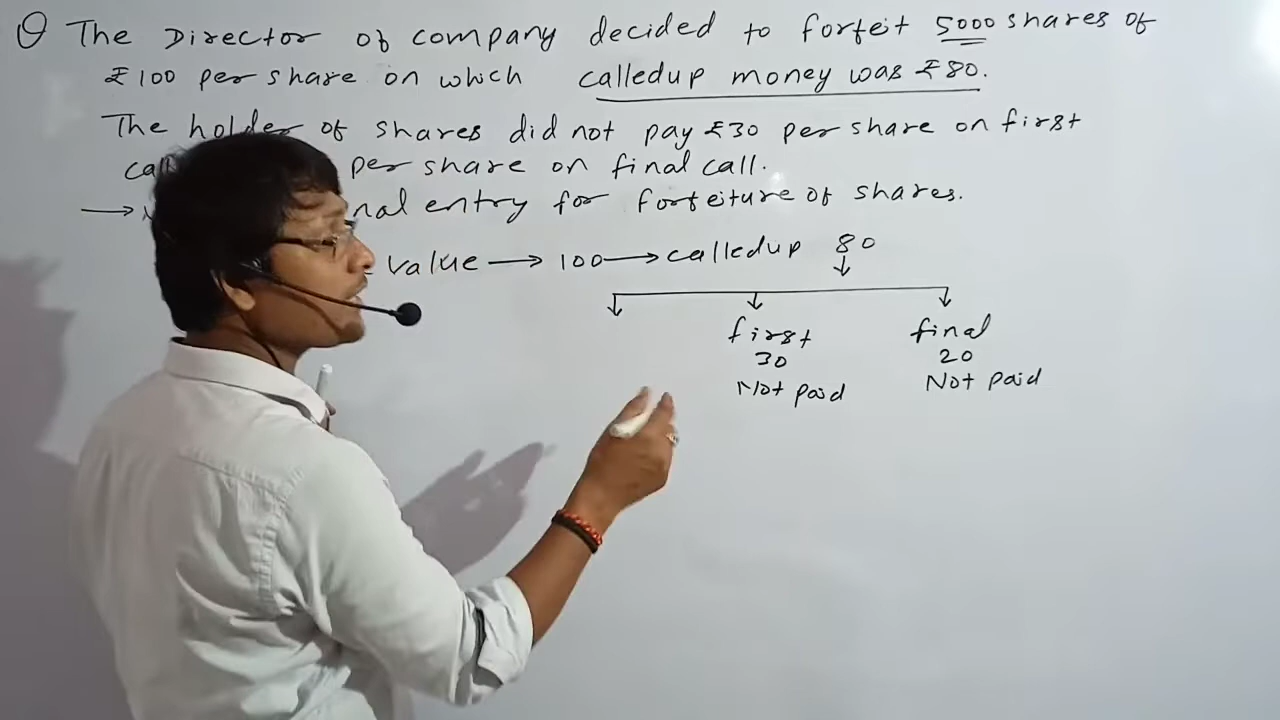 Q The Director of company decided to forfeit 5000 shares of
₹100 per share on which calledup money was ₹80.
The holder of shares did not pay ₹30 per share on first
per share on final call.
entry for forfeiture of shares.
value → 100 → calledup 80
first final
30 20
Not paid Not paid